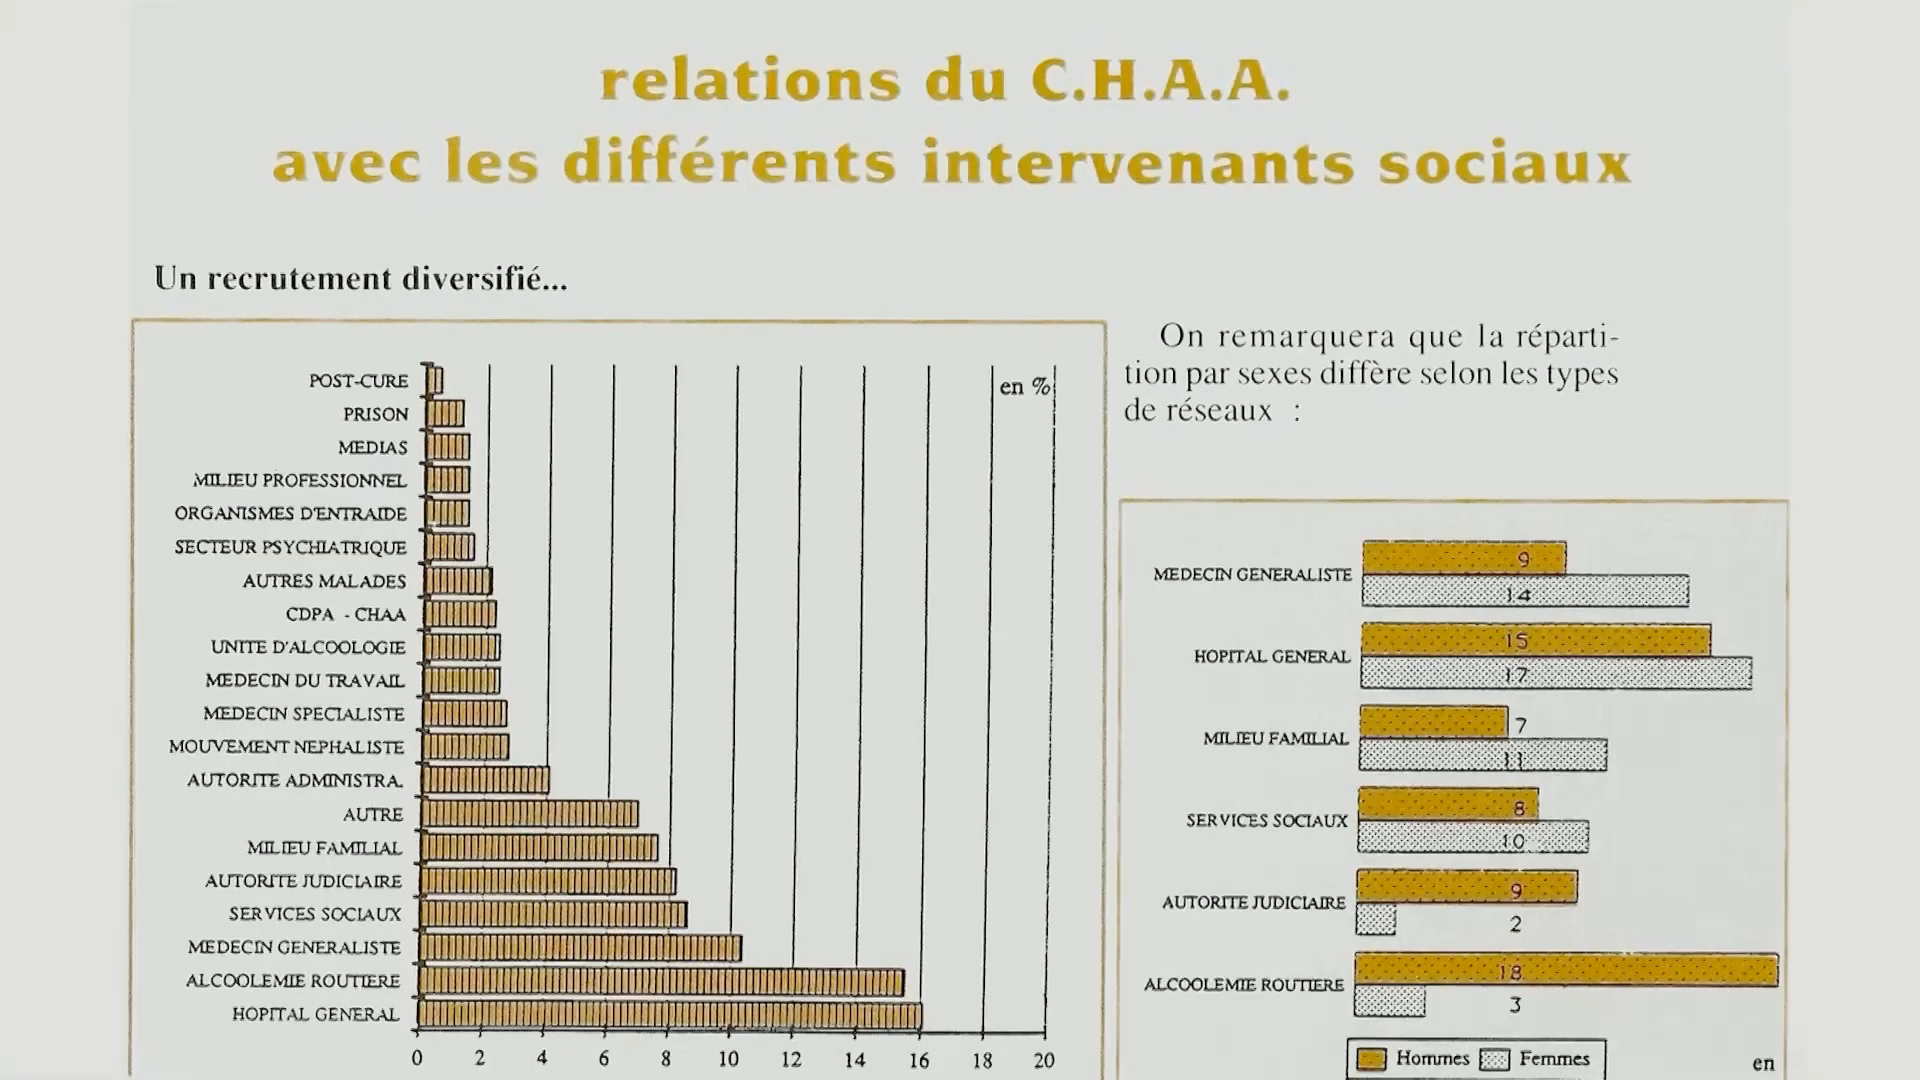 relations du C.H.A.A.
avec les différents intervenants sociaux
Un recrutement diversifié...
en %
POST-CURE
PRISON
MEDIAS
MILIEU PROFESSIONNEL
ORGANISMES D'ENTRAIDE
SECTEUR PSYCHIATRIQUE
AUTRES MALADES
CDPA - CHAA
UNITE D'ALCOOLOGIE
MEDECIN DU TRAVAIL
MEDECIN SPECIALISTE
MOUVEMENT NEPHALISTE
AUTORITE ADMINISTRA.
AUTRE
MILIEU FAMILIAL
AUTORITE JUDICIAIRE
SERVICES SOCIAUX
MEDECIN GENERALISTE
ALCOOLEMIE ROUTIERE
HOPITAL GENERAL
0 2 4 6 8 10 12 14 16 18 20
On remarquera que la réparti-
tion par sexes diffère selon les types
de réseaux :
MEDECIN GENERALISTE 9
14
HOPITAL GENERAL 15
17
MILIEU FAMILIAL 7
11
SERVICES SOCIAUX 8
10
AUTORITE JUDICIAIRE 9
2
ALCOOLEMIE ROUTIERE 18
3
Hommes Femmes
en